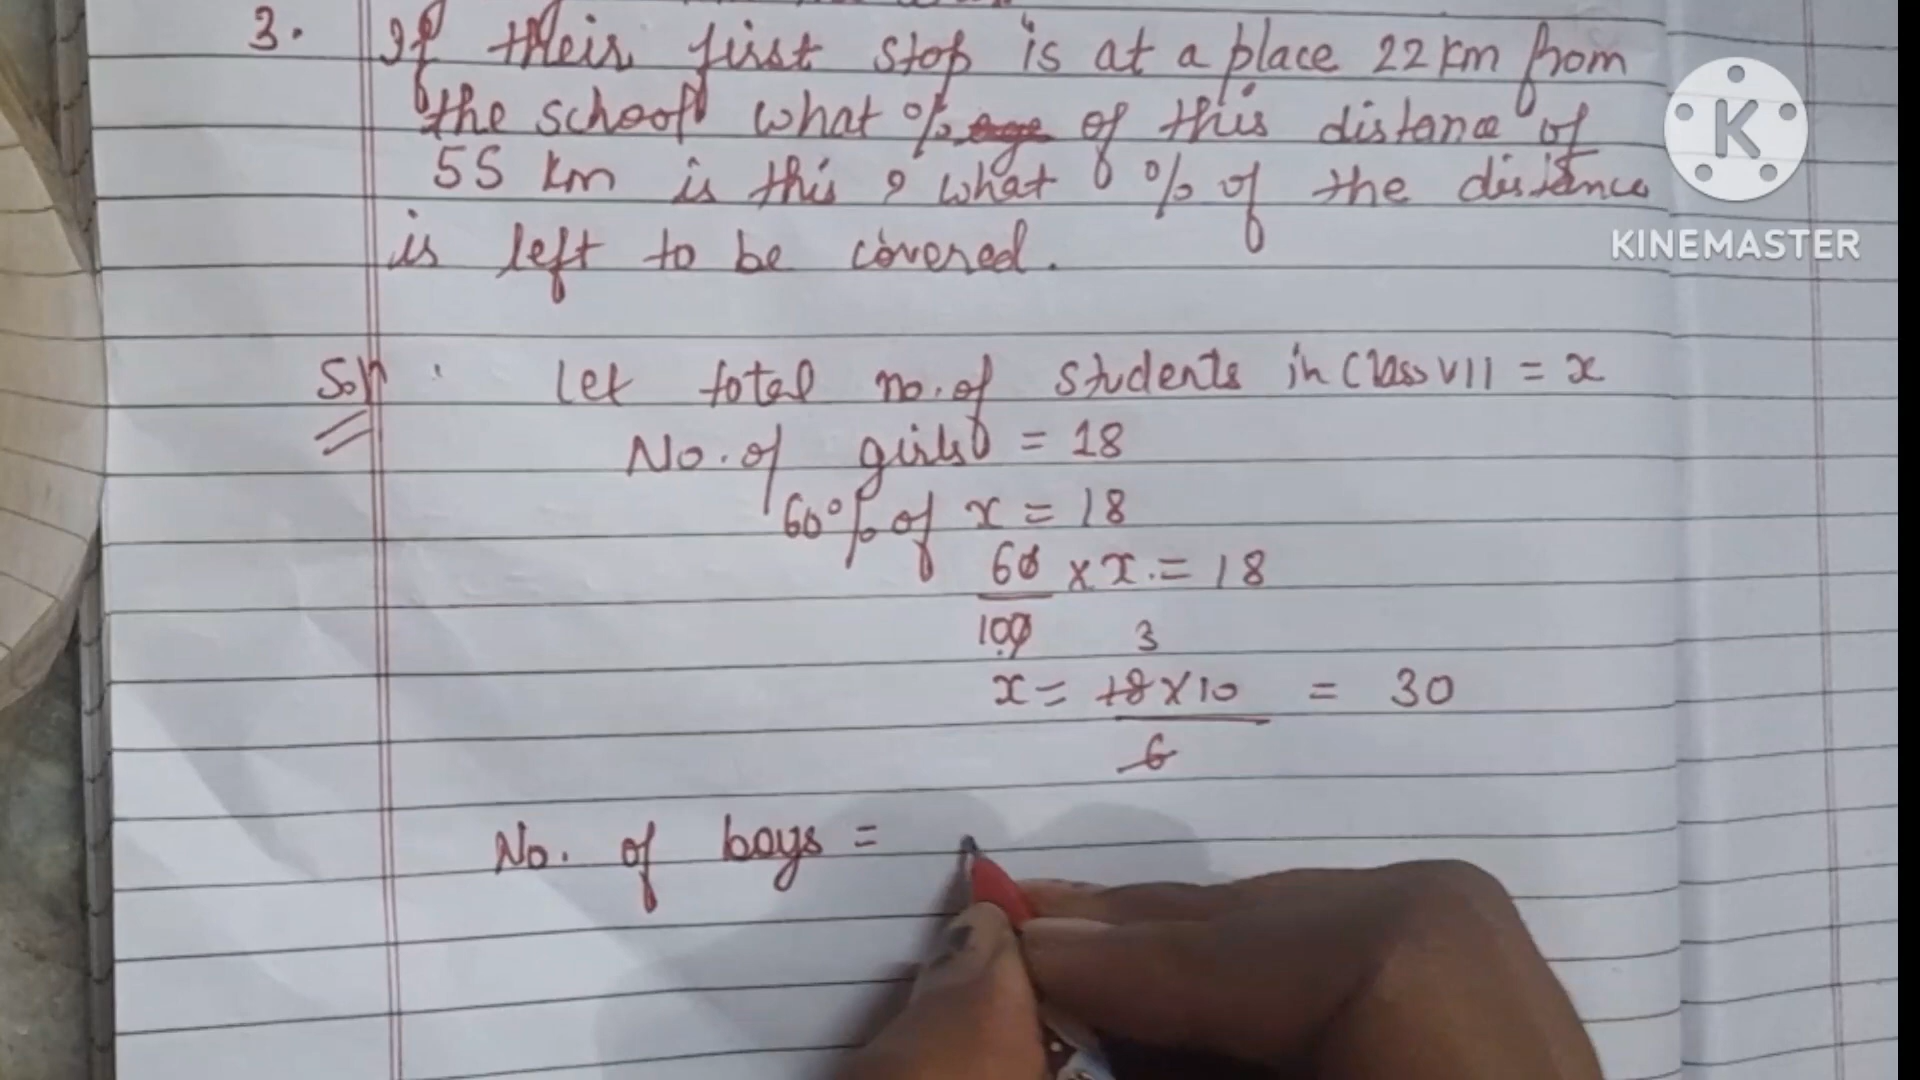 3. If their first stop is at a place 22 km from
the school what % of this distance of
55 km is this ? what % of the distance
is left to be covered.
Soln. Let total no. of students in Class VII = x
No. of girls = 18
60% of x = 18
60 × x = 18
100 3
x = 18 × 10 = 30
6
No. of boys =
K
KINEMASTER